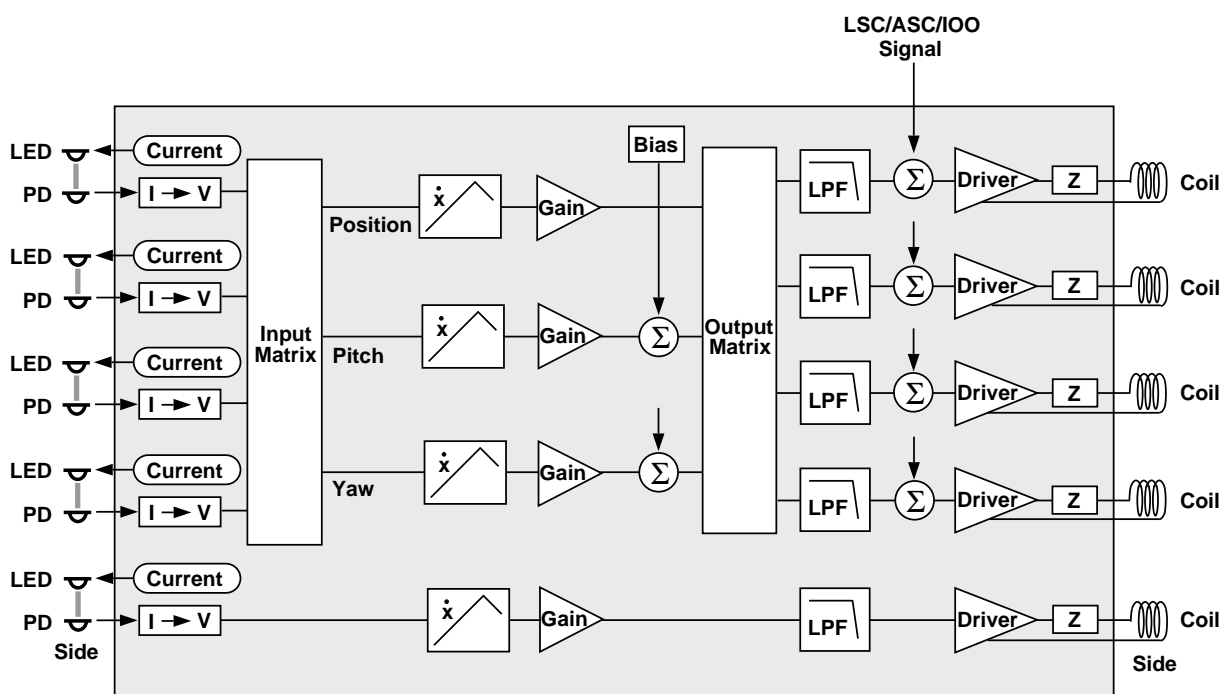 LSC/ASC/IOO
Signal
LED
Current
Bias
PD
I → V
ẋ
Gain
LPF
Σ
Driver
Z
Coil
Position
LED
Current
PD
I → V
LPF
Σ
Driver
Z
Coil
Input
Matrix
Pitch
ẋ
Gain
Σ
Output
Matrix
LED
Current
PD
I → V
LPF
Σ
Driver
Z
Coil
Yaw
ẋ
Gain
Σ
LED
Current
PD
I → V
LPF
Σ
Driver
Z
Coil
LED
Current
PD
I → V
ẋ
Gain
LPF
Driver
Z
Coil
Side
Side